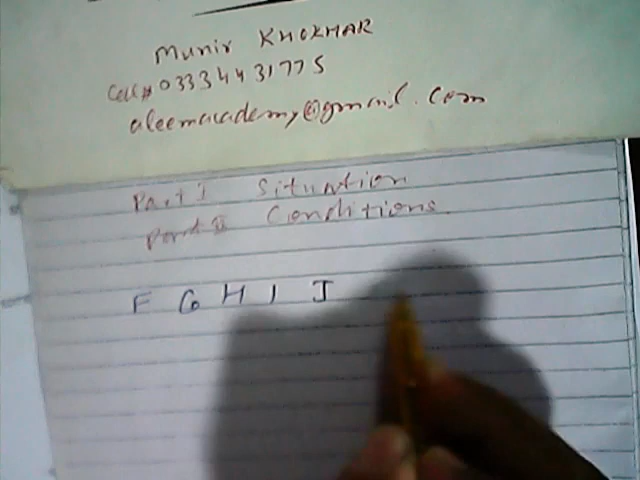 Munir KHOKHAR
Cell# 03334431775
aleemacademy@gmail.com
Part I Situation
Part II Conditions
F G H I J